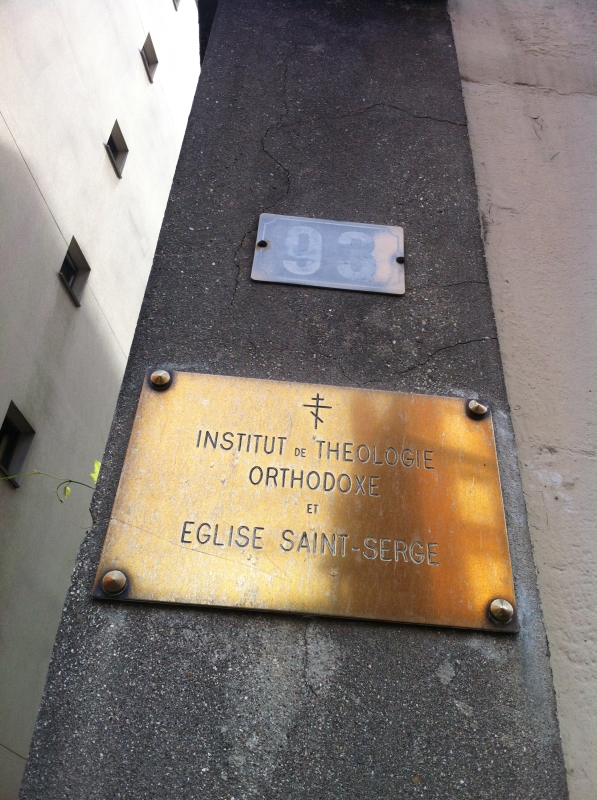 93
INSTITUT DE THEOLOGIE
ORTHODOXE
ET
EGLISE SAINT-SERGE